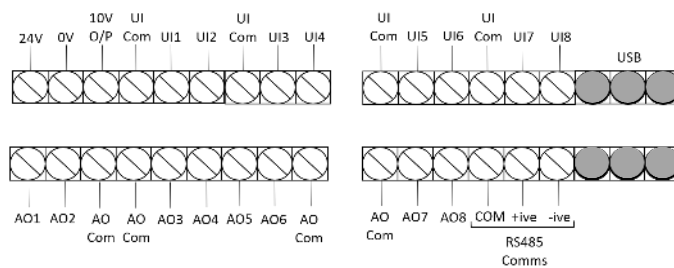 24V 0V 10V O/P UI Com UI1 UI2 UI Com UI3 UI4
UI Com UI5 UI6 UI Com UI7 UI8 USB
AO1 AO2 AO Com AO Com AO3 AO4 AO5 AO6 AO Com
AO Com AO7 AO8 COM +ive -ive
RS485
Comms